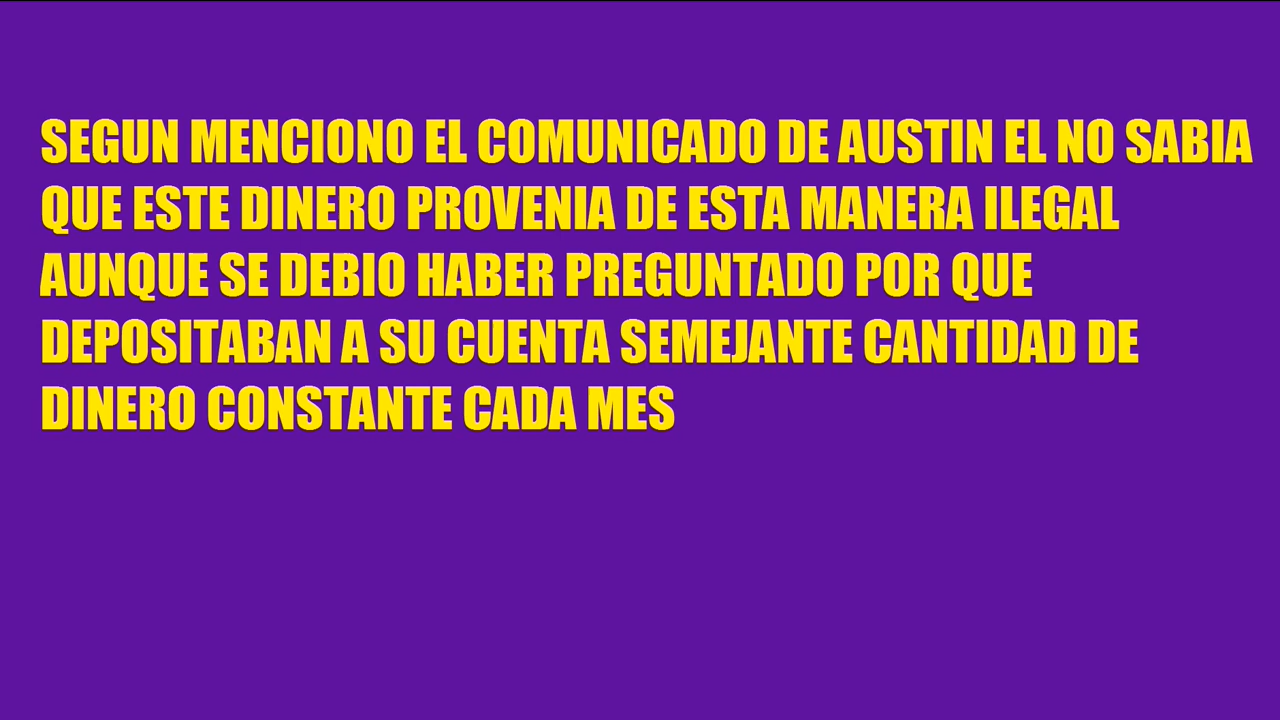 SEGUN MENCIONO EL COMUNICADO DE AUSTIN EL NO SABIA
QUE ESTE DINERO PROVENIA DE ESTA MANERA ILEGAL
AUNQUE SE DEBIO HABER PREGUNTADO POR QUE
DEPOSITABAN A SU CUENTA SEMEJANTE CANTIDAD DE
DINERO CONSTANTE CADA MES